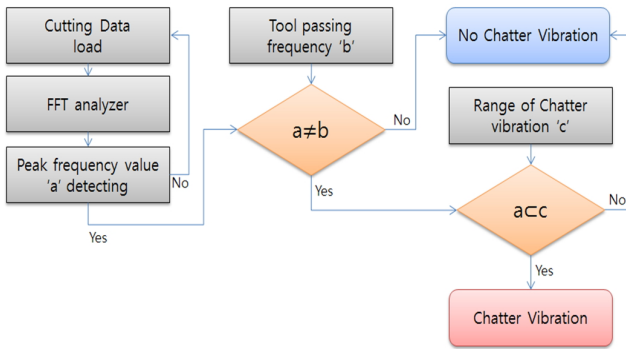 Cutting Data
load
FFT analyzer
Peak frequency value
'a' detecting
No
Yes
Tool passing
frequency 'b'
a≠b
No
Yes
No Chatter Vibration
Range of Chatter
vibration 'c'
a⊂c
No
Yes
Chatter Vibration